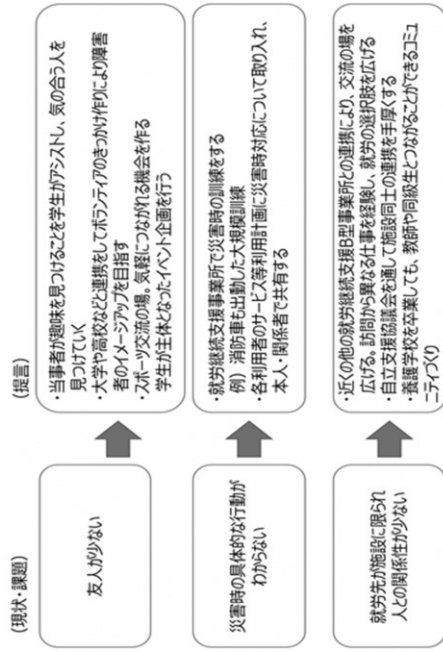 (現状・課題)
(提言)
友人が少ない
・当事者が趣味を見つけることを学生がアシストし、気の合う人を
見つけていく
・大学や高校などと連携をしてボランティアのきっかけ作りにより障害
者のイメージアップを目指す
・スポーツ交流の場、気軽につながれる機会を作る
学生が主体となったイベント企画を行う
災害時の具体的な行動が
わからない
・就労継続支援事業所で災害時の訓練をする
例）消防車も出動した大規模訓練
・各利用者のサービス等利用計画に災害時対応について取り入れ、
本人・関係者で共有する
就労先が施設に限られ
人との関係性が少ない
・近くの他の就労継続支援B型事業所との連携により、交流の場を
広げる。訪問から異なる仕事を経験し、就労の選択肢を広げる
・自立支援協議会を通して施設同士の連携を手厚くする
・養護学校を卒業しても、教師や同級生とつながることができるコミュ
ニティづくり